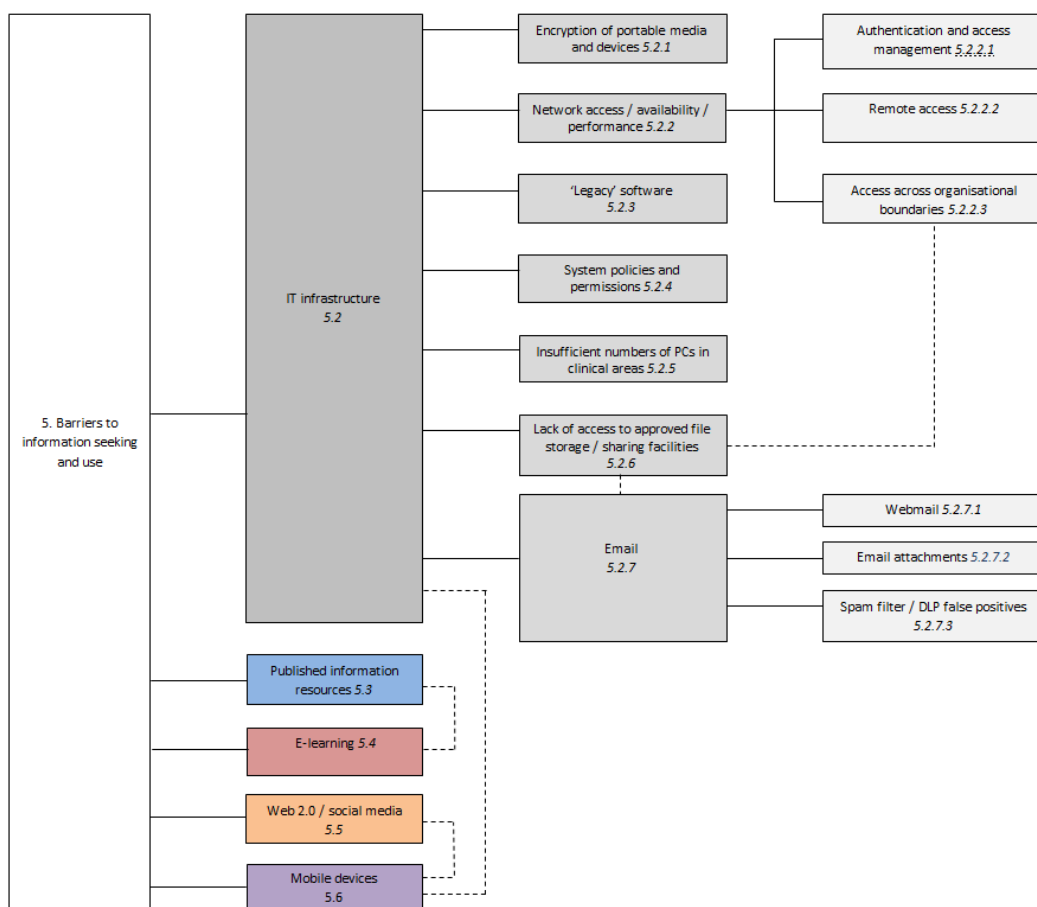 5. Barriers to
information seeking
and use
IT infrastructure
5.2
Encryption of portable media
and devices 5.2.1
Network access / availability /
performance 5.2.2
‘Legacy’ software
5.2.3
System policies and
permissions 5.2.4
Insufficient numbers of PCs in
clinical areas 5.2.5
Lack of access to approved file
storage / sharing facilities
5.2.6
Email
5.2.7
Authentication and access
management 5.2.2.1
Remote access 5.2.2.2
Access across organisational
boundaries 5.2.2.3
Webmail 5.2.7.1
Email attachments 5.2.7.2
Spam filter / DLP false positives
5.2.7.3
Published information
resources 5.3
E-learning 5.4
Web 2.0 / social media
5.5
Mobile devices
5.6